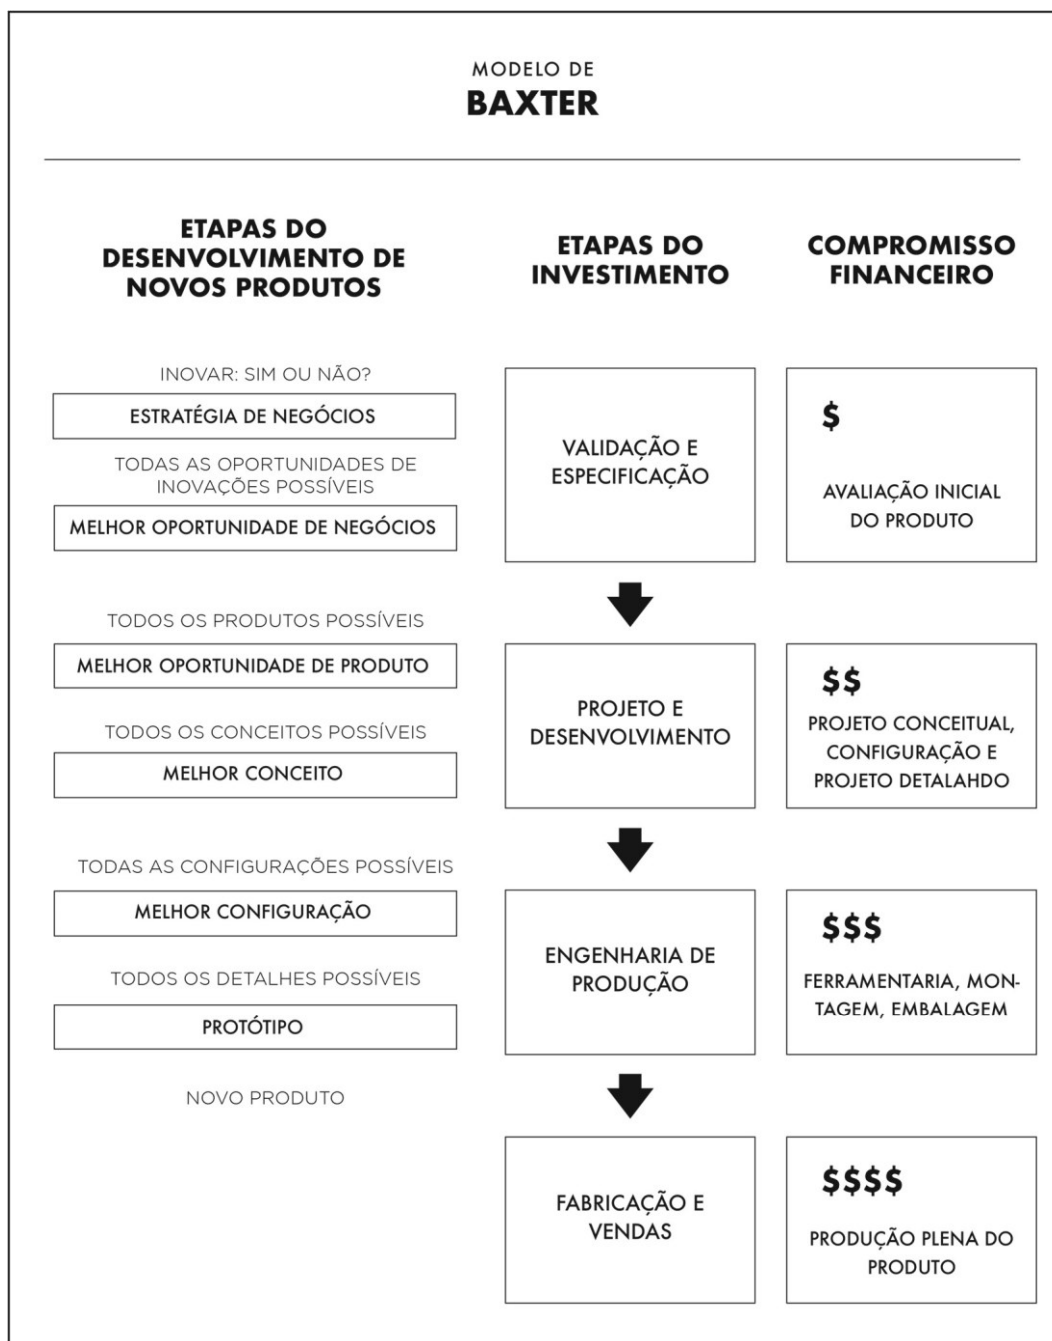 MODELO DE
BAXTER
ETAPAS DO
DESENVOLVIMENTO DE
NOVOS PRODUTOS
INOVAR: SIM OU NÃO?
ESTRATÉGIA DE NEGÓCIOS
TODAS AS OPORTUNIDADES DE
INOVAÇÕES POSSÍVEIS
MELHOR OPORTUNIDADE DE NEGÓCIOS
TODOS OS PRODUTOS POSSÍVEIS
MELHOR OPORTUNIDADE DE PRODUTO
TODOS OS CONCEITOS POSSÍVEIS
MELHOR CONCEITO
TODAS AS CONFIGURAÇÕES POSSÍVEIS
MELHOR CONFIGURAÇÃO
TODOS OS DETALHES POSSÍVEIS
PROTÓTIPO
NOVO PRODUTO
ETAPAS DO
INVESTIMENTO
VALIDAÇÃO E
ESPECIFICAÇÃO
PROJETO E
DESENVOLVIMENTO
ENGENHARIA DE
PRODUÇÃO
FABRICAÇÃO E
VENDAS
COMPROMISSO
FINANCEIRO
$
AVALIAÇÃO INICIAL
DO PRODUTO
$$
PROJETO CONCEITUAL,
CONFIGURAÇÃO E
PROJETO DETALAHDO
$$$
FERRAMENTARIA, MON-
TAGEM, EMBALAGEM
$$$$
PRODUÇÃO PLENA DO
PRODUTO